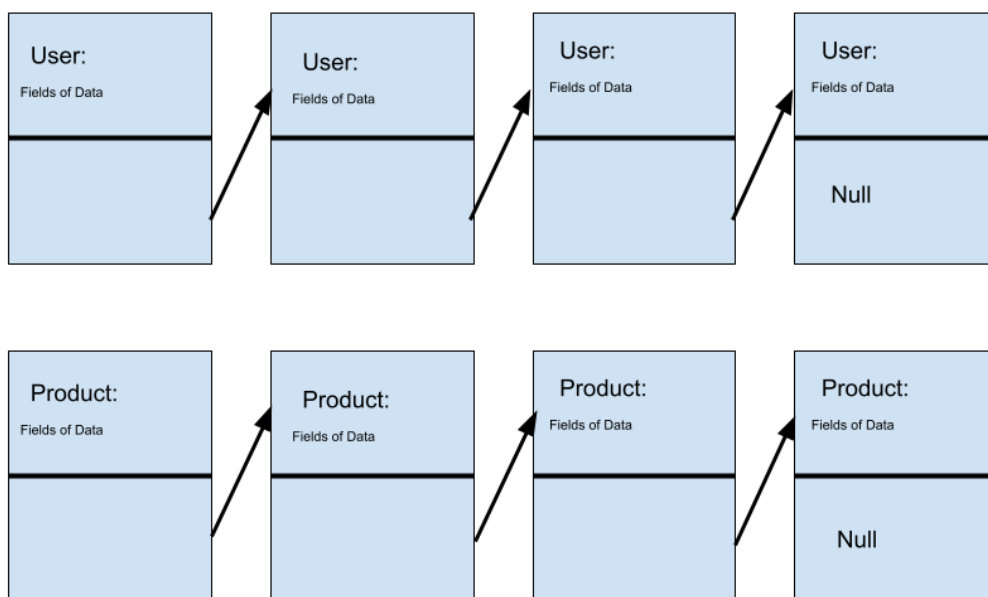 User:
Fields of Data
User:
Fields of Data
User:
Fields of Data
User:
Fields of Data
Null
Product:
Fields of Data
Product:
Fields of Data
Product:
Fields of Data
Product:
Fields of Data
Null